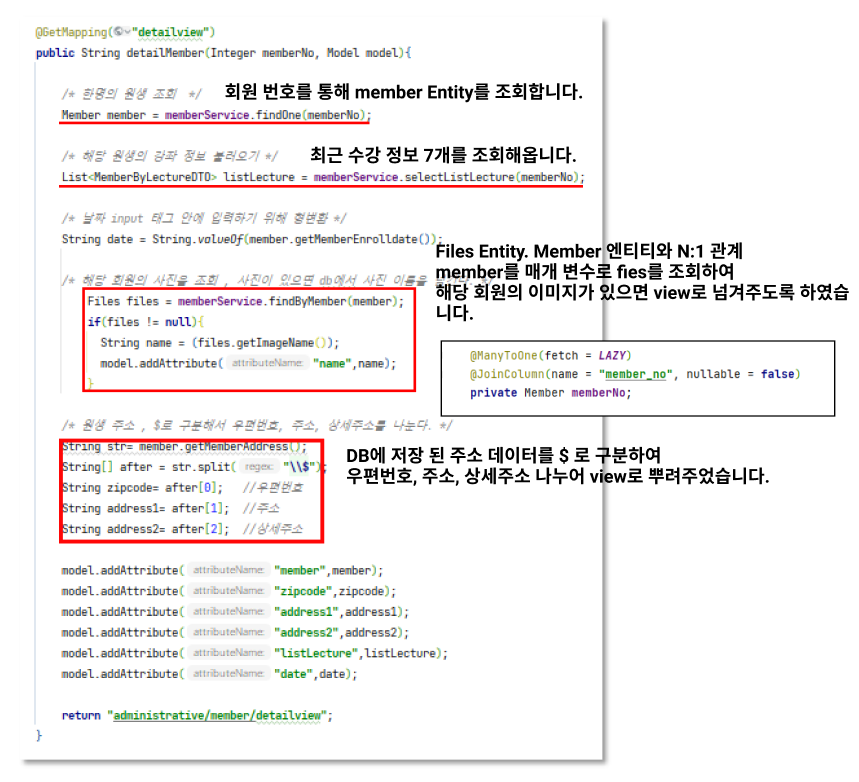 @GetMapping("detailview")
public String detailMember(Integer memberNo, Model model){
/* 한명의 원생 조회 */ 회원 번호를 통해 member Entity를 조회합니다.
Member member = memberService.findOne(memberNo);
/* 해당 원생의 강좌 정보 불러오기 */ 최근 수강 정보 7개를 조회해옵니다.
List<MemberByLectureDTO> listLecture = memberService.selectListLecture(memberNo);
/* 날짜 input 태그 안에 입력하기 위해 형변환 */
String date = String.valueOf(member.getMemberEnrolldate());
Files Entity. Member 엔티티와 N:1 관계
member를 매개 변수로 fies를 조회하여
해당 회원의 이미지가 있으면 view로 넘겨주도록 하였습
니다.
/* 해당 회원의 사진을 조회 , 사진이 있으면 db에서 사진 이름을 */
Files files = memberService.findByMember(member);
if(files != null){
String name = (files.getImageName());
model.addAttribute( attributeName: "name",name);
}
@ManyToOne(fetch = LAZY)
@JoinColumn(name = "member_no", nullable = false)
private Member memberNo;
/* 원생 주소 , $로 구분해서 우편번호, 주소, 상세주소를 나눈다. */
String str= member.getMemberAddress();
String[] after = str.split( regex: "\\$");
String zipcode= after[0]; //우편번호
String address1= after[1]; //주소
String address2= after[2]; //상세주소
DB에 저장 된 주소 데이터를 $ 로 구분하여
우편번호, 주소, 상세주소 나누어 view로 뿌려주었습니다.
model.addAttribute( attributeName: "member",member);
model.addAttribute( attributeName: "zipcode",zipcode);
model.addAttribute( attributeName: "address1",address1);
model.addAttribute( attributeName: "address2",address2);
model.addAttribute( attributeName: "listLecture",listLecture);
model.addAttribute( attributeName: "date",date);
return "administrative/member/detailview";
}